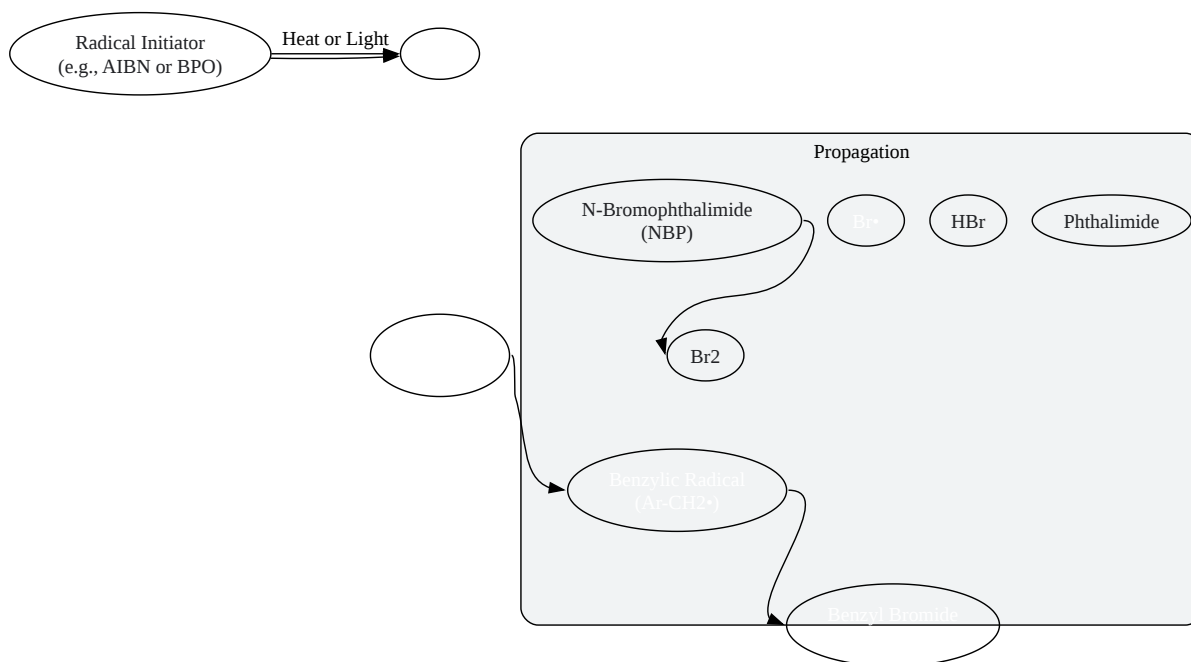 Radical Initiator
(e.g., AIBN or BPO)
Heat or Light
Propagation
N-Bromophthalimide
(NBP)
Br•
HBr
Phthalimide
Br2
Benzylic Radical
(Ar-CH2•)
Benzyl Bromide